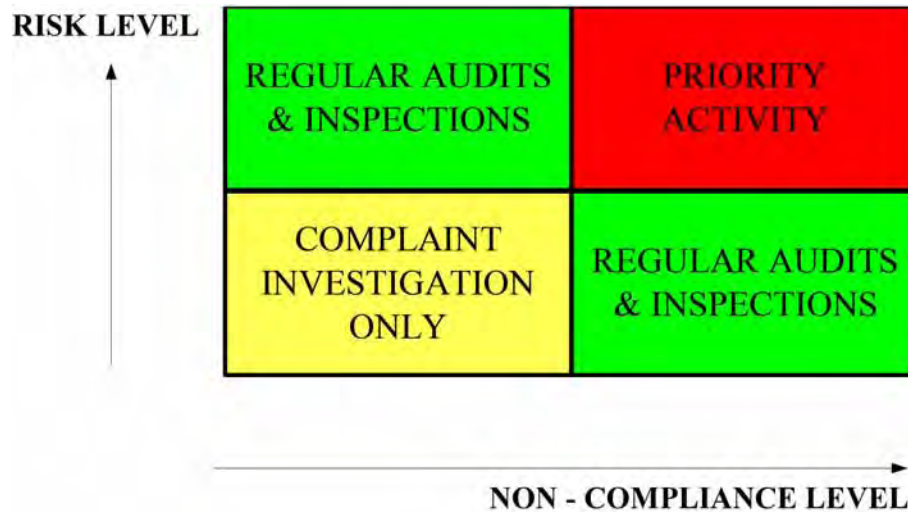 RISK LEVEL
REGULAR AUDITS
& INSPECTIONS
PRIORITY
ACTIVITY
COMPLAINT
INVESTIGATION
ONLY
REGULAR AUDITS
& INSPECTIONS
NON - COMPLIANCE LEVEL